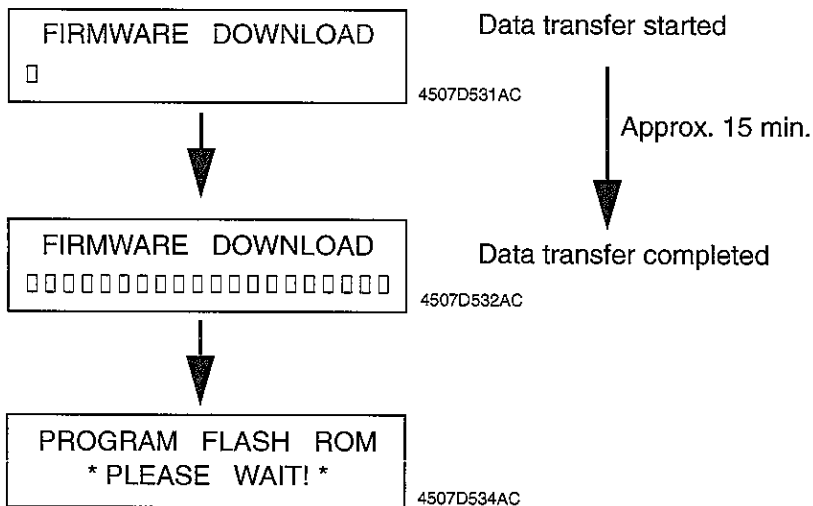 FIRMWARE DOWNLOAD
Data transfer started
4507D531AC
Approx. 15 min.
FIRMWARE DOWNLOAD
Data transfer completed
4507D532AC
PROGRAM FLASH ROM
* PLEASE WAIT! *
4507D534AC